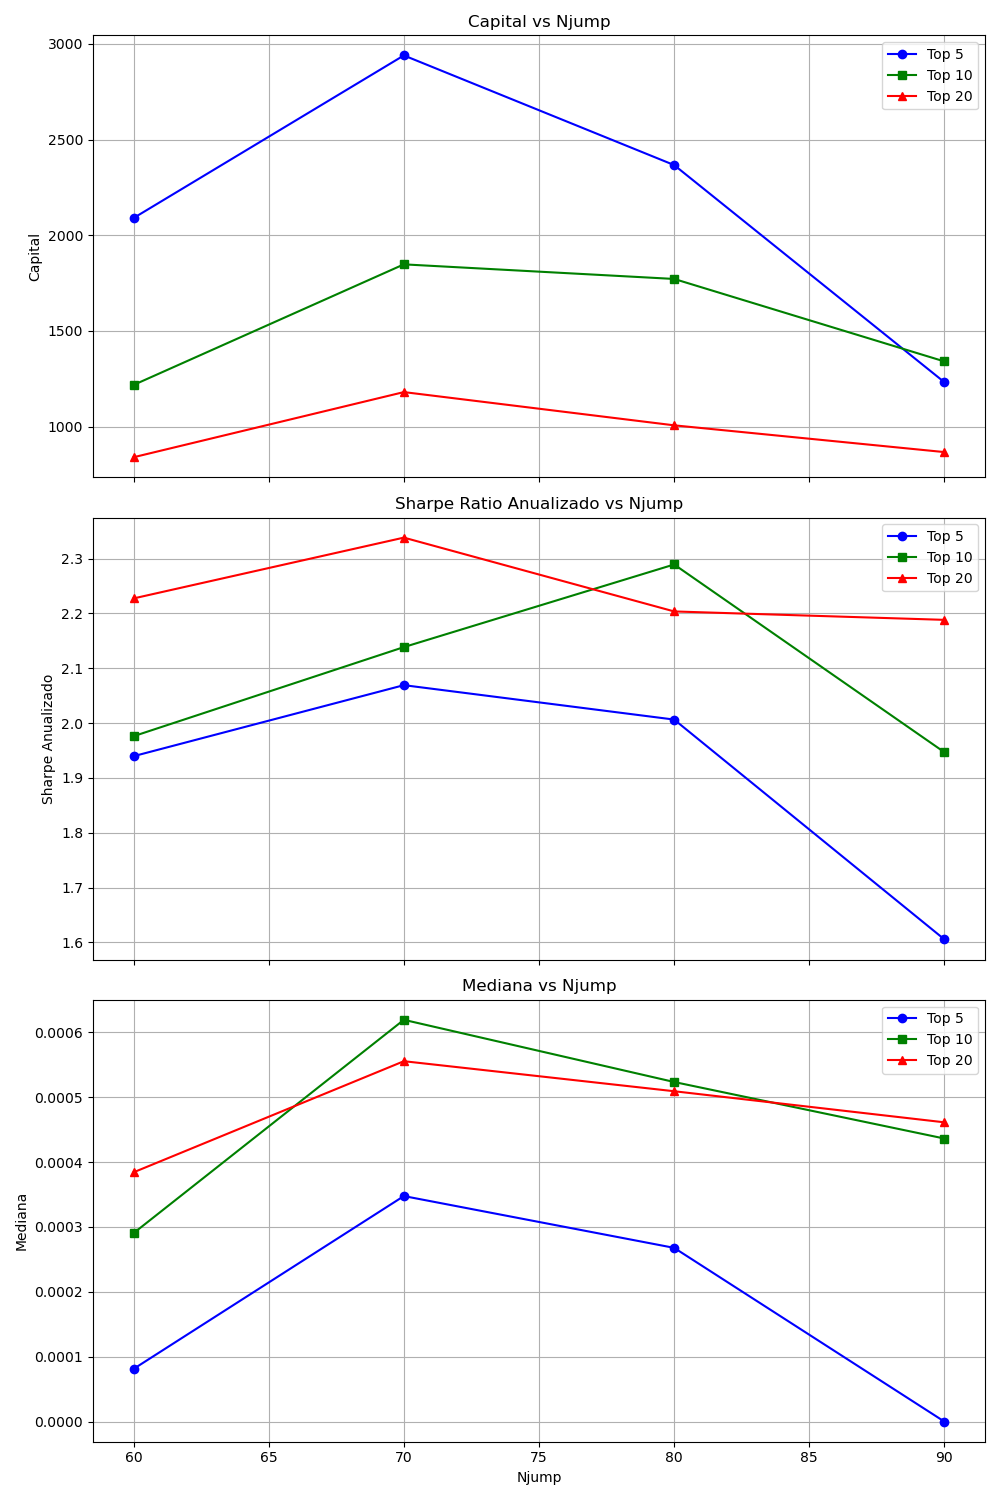 Capital vs Njump
3000
2500
2000
1500
1000
Capital
Top 5
Top 10
Top 20
Sharpe Ratio Anualizado vs Njump
2.3
2.2
2.1
2.0
1.9
1.8
1.7
1.6
Sharpe Anualizado
Top 5
Top 10
Top 20
Mediana vs Njump
0.0006
0.0005
0.0004
0.0003
0.0002
0.0001
0.0000
Mediana
Top 5
Top 10
Top 20
60 65 70 75 80 85 90
Njump